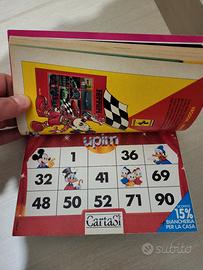 upim
1 36
32 41 69
48 50 52 71 90
CartaSi
15%
BIANCHERIA
PER LA CASA
subito